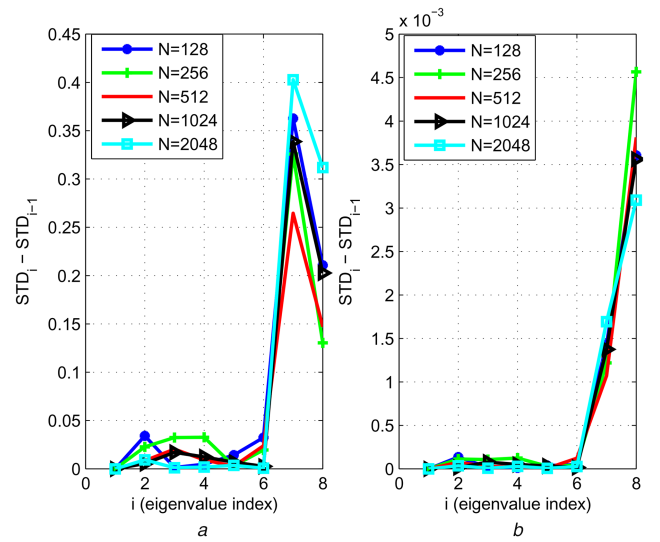 0.45
0.4
0.35
0.3
0.25
0.2
0.15
0.1
0.05
0
STD_i − STD_{i−1}
N=128
N=256
N=512
N=1024
N=2048
0 2 4 6 8
i (eigenvalue index)
a
× 10^{−3}
5
4.5
4
3.5
3
2.5
2
1.5
1
0.5
0
STD_i − STD_{i−1}
N=128
N=256
N=512
N=1024
N=2048
0 2 4 6 8
i (eigenvalue index)
b